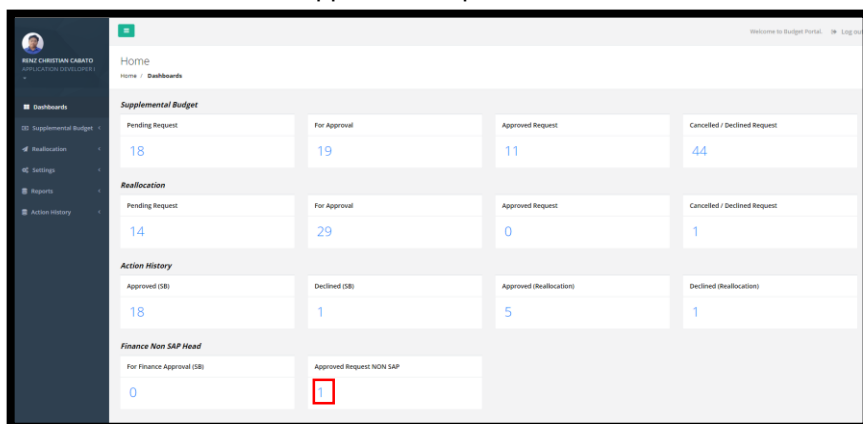 Welcome to Budget Portal.
Log out
RENZ CHRISTIAN CABATO
APPLICATION DEVELOPER I
Home
Home / Dashboards
Dashboards
Supplemental Budget
Reallocation
Settings
Reports
Action History
Supplemental Budget
Pending Request
For Approval
Approved Request
Cancelled / Declined Request
18
19
11
44
Reallocation
Pending Request
For Approval
Approved Request
Cancelled / Declined Request
14
29
0
1
Action History
Approved (SB)
Declined (SB)
Approved (Reallocation)
Declined (Reallocation)
18
1
5
1
Finance Non SAP Head
For Finance Approval (SB)
Approved Request NON SAP
0
1